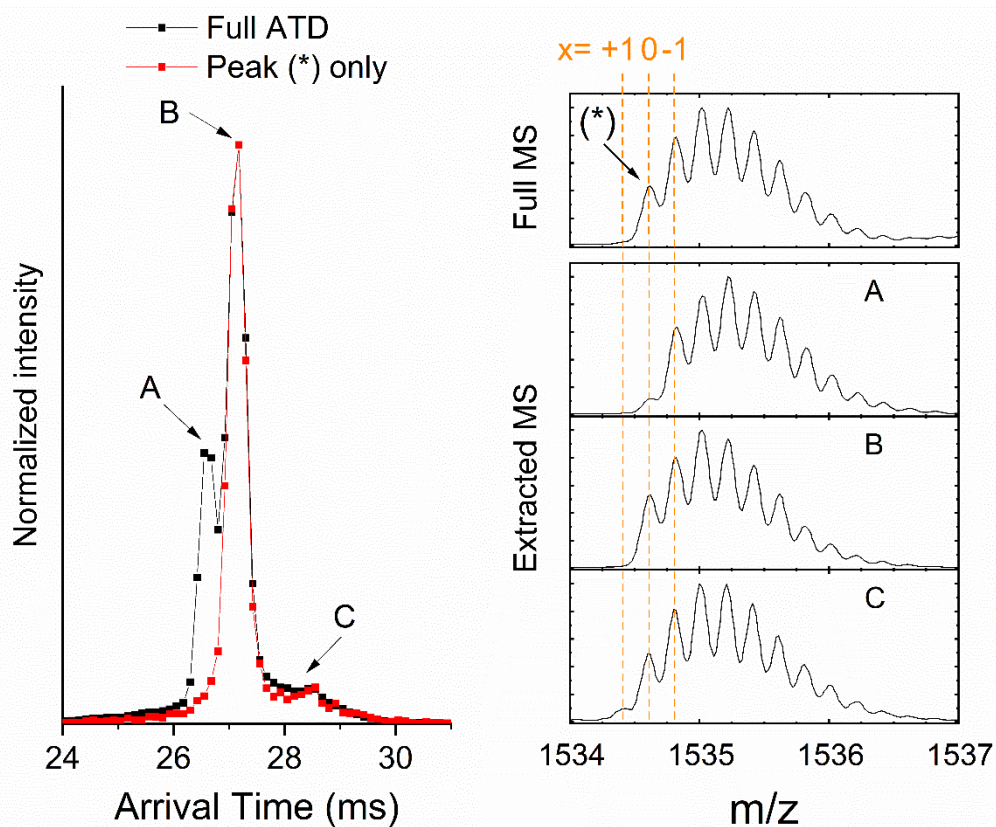 Full ATD
Peak (*) only
B
A
C
Normalized intensity
24 26 28 30
Arrival Time (ms)
x= +1 0 -1
(*)
Full MS
Extracted MS
A
B
C
1534 1535 1536 1537
m/z